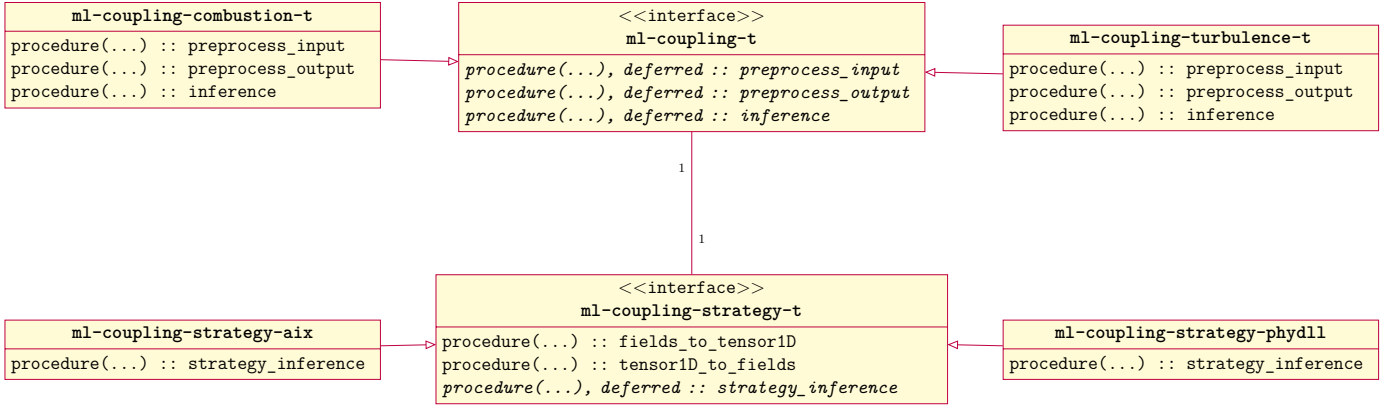 ml-coupling-combustion-t
procedure(...) :: preprocess_input
procedure(...) :: preprocess_output
procedure(...) :: inference
<<interface>>
ml-coupling-t
procedure(...), deferred :: preprocess_input
procedure(...), deferred :: preprocess_output
procedure(...), deferred :: inference
ml-coupling-turbulence-t
procedure(...) :: preprocess_input
procedure(...) :: preprocess_output
procedure(...) :: inference
1
1
ml-coupling-strategy-aix
procedure(...) :: strategy_inference
<<interface>>
ml-coupling-strategy-t
procedure(...) :: fields_to_tensor1D
procedure(...) :: tensor1D_to_fields
procedure(...), deferred :: strategy_inference
ml-coupling-strategy-phydll
procedure(...) :: strategy_inference